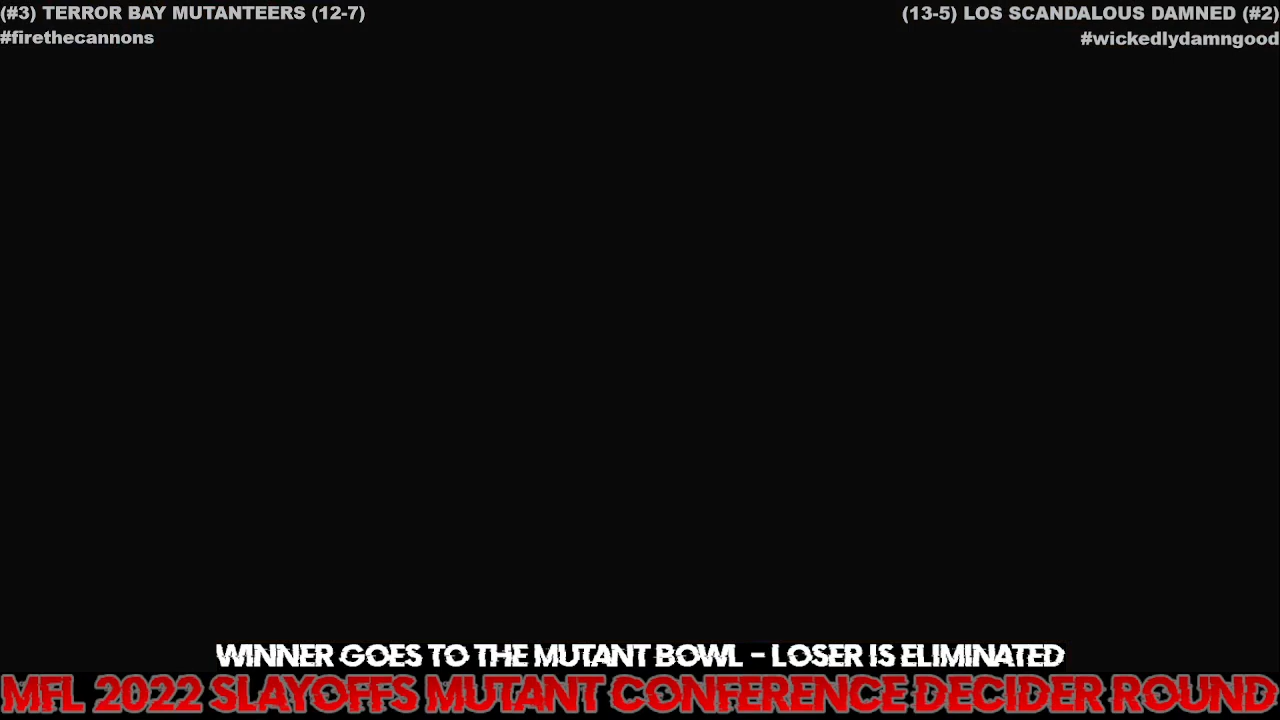 (#3) TERROR BAY MUTANTEERS (12-7)
(13-5) LOS SCANDALOUS DAMNED (#2)
#firethecannons
#wickedlydamngood
WINNER GOES TO THE MUTANT BOWL - LOSER IS ELIMINATED
MFL 2022 SLAYOFFS MUTANT CONFERENCE DECIDER ROUND